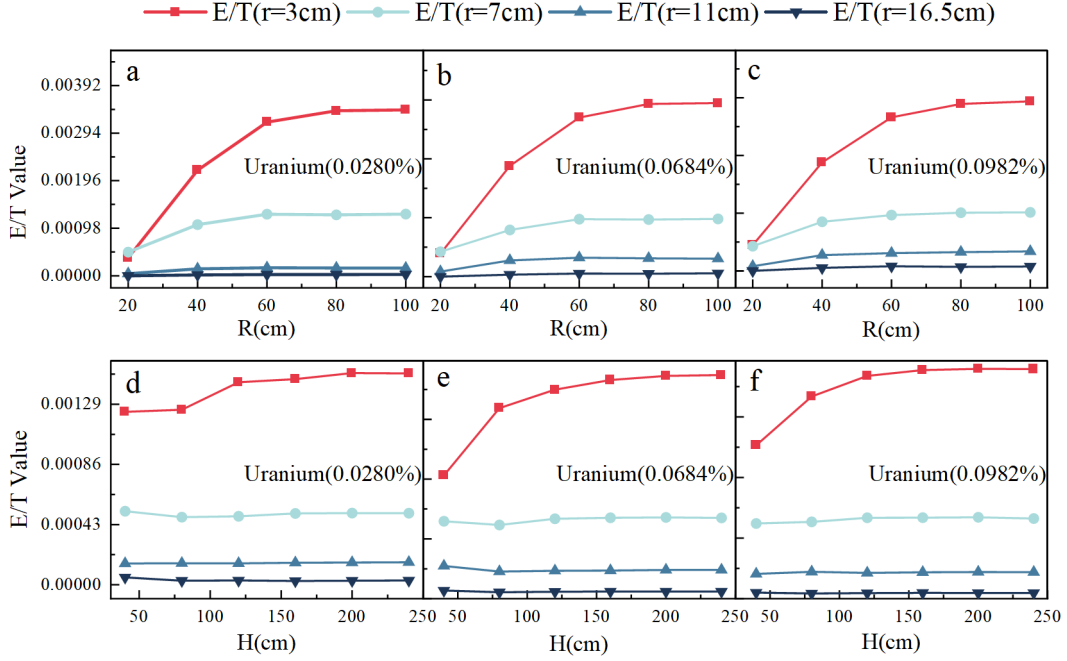 E/T(r=3cm) E/T(r=7cm) E/T(r=11cm) E/T(r=16.5cm)
a b c
0.00392
0.00294
0.00196
0.00098
0.00000
E/T Value
Uranium(0.0280%) Uranium(0.0684%) Uranium(0.0982%)
20 40 60 80 100 20 40 60 80 100 20 40 60 80 100
R(cm) R(cm) R(cm)
d e f
0.00129
0.00086
0.00043
0.00000
E/T Value
Uranium(0.0280%) Uranium(0.0684%) Uranium(0.0982%)
50 100 150 200 250 50 100 150 200 250 50 100 150 200 250
H(cm) H(cm) H(cm)